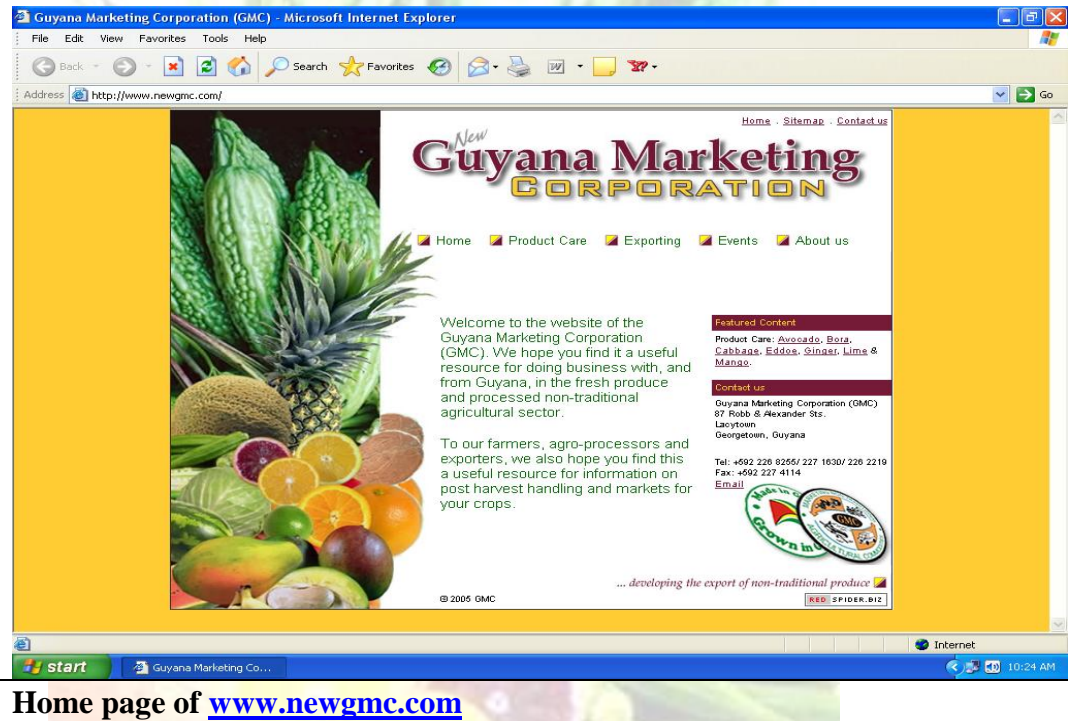 Guyana Marketing Corporation (GMC) - Microsoft Internet Explorer
File Edit View Favorites Tools Help
Back Search Favorites
Address http://www.newgmc.com/ Go
Home . Sitemap . Contact us
New
Guyana Marketing
CORPORATION
Home Product Care Exporting Events About us
Welcome to the website of the
Guyana Marketing Corporation
(GMC). We hope you find it a useful
resource for doing business with, and
from Guyana, in the fresh produce
and processed non-traditional
agricultural sector.
To our farmers, agro-processors and
exporters, we also hope you find this
a useful resource for information on
post harvest handling and markets for
your crops.
Featured Content
Product Care: Avocado, Bora,
Cabbage, Eddoe, Ginger, Lime &
Mango.
Contact us
Guyana Marketing Corporation (GMC)
87 Robb & Alexander Sts.
Lacytown
Georgetown, Guyana
Tel: +592 226 8255/ 227 1630/ 226 2219
Fax: +592 227 4114
Email
Made in
Grown in
GMC
... developing the export of non-traditional produce
© 2005 GMC
RED SPIDER.BIZ
Internet
start Guyana Marketing Co... 10:24 AM
Home page of www.newgmc.com